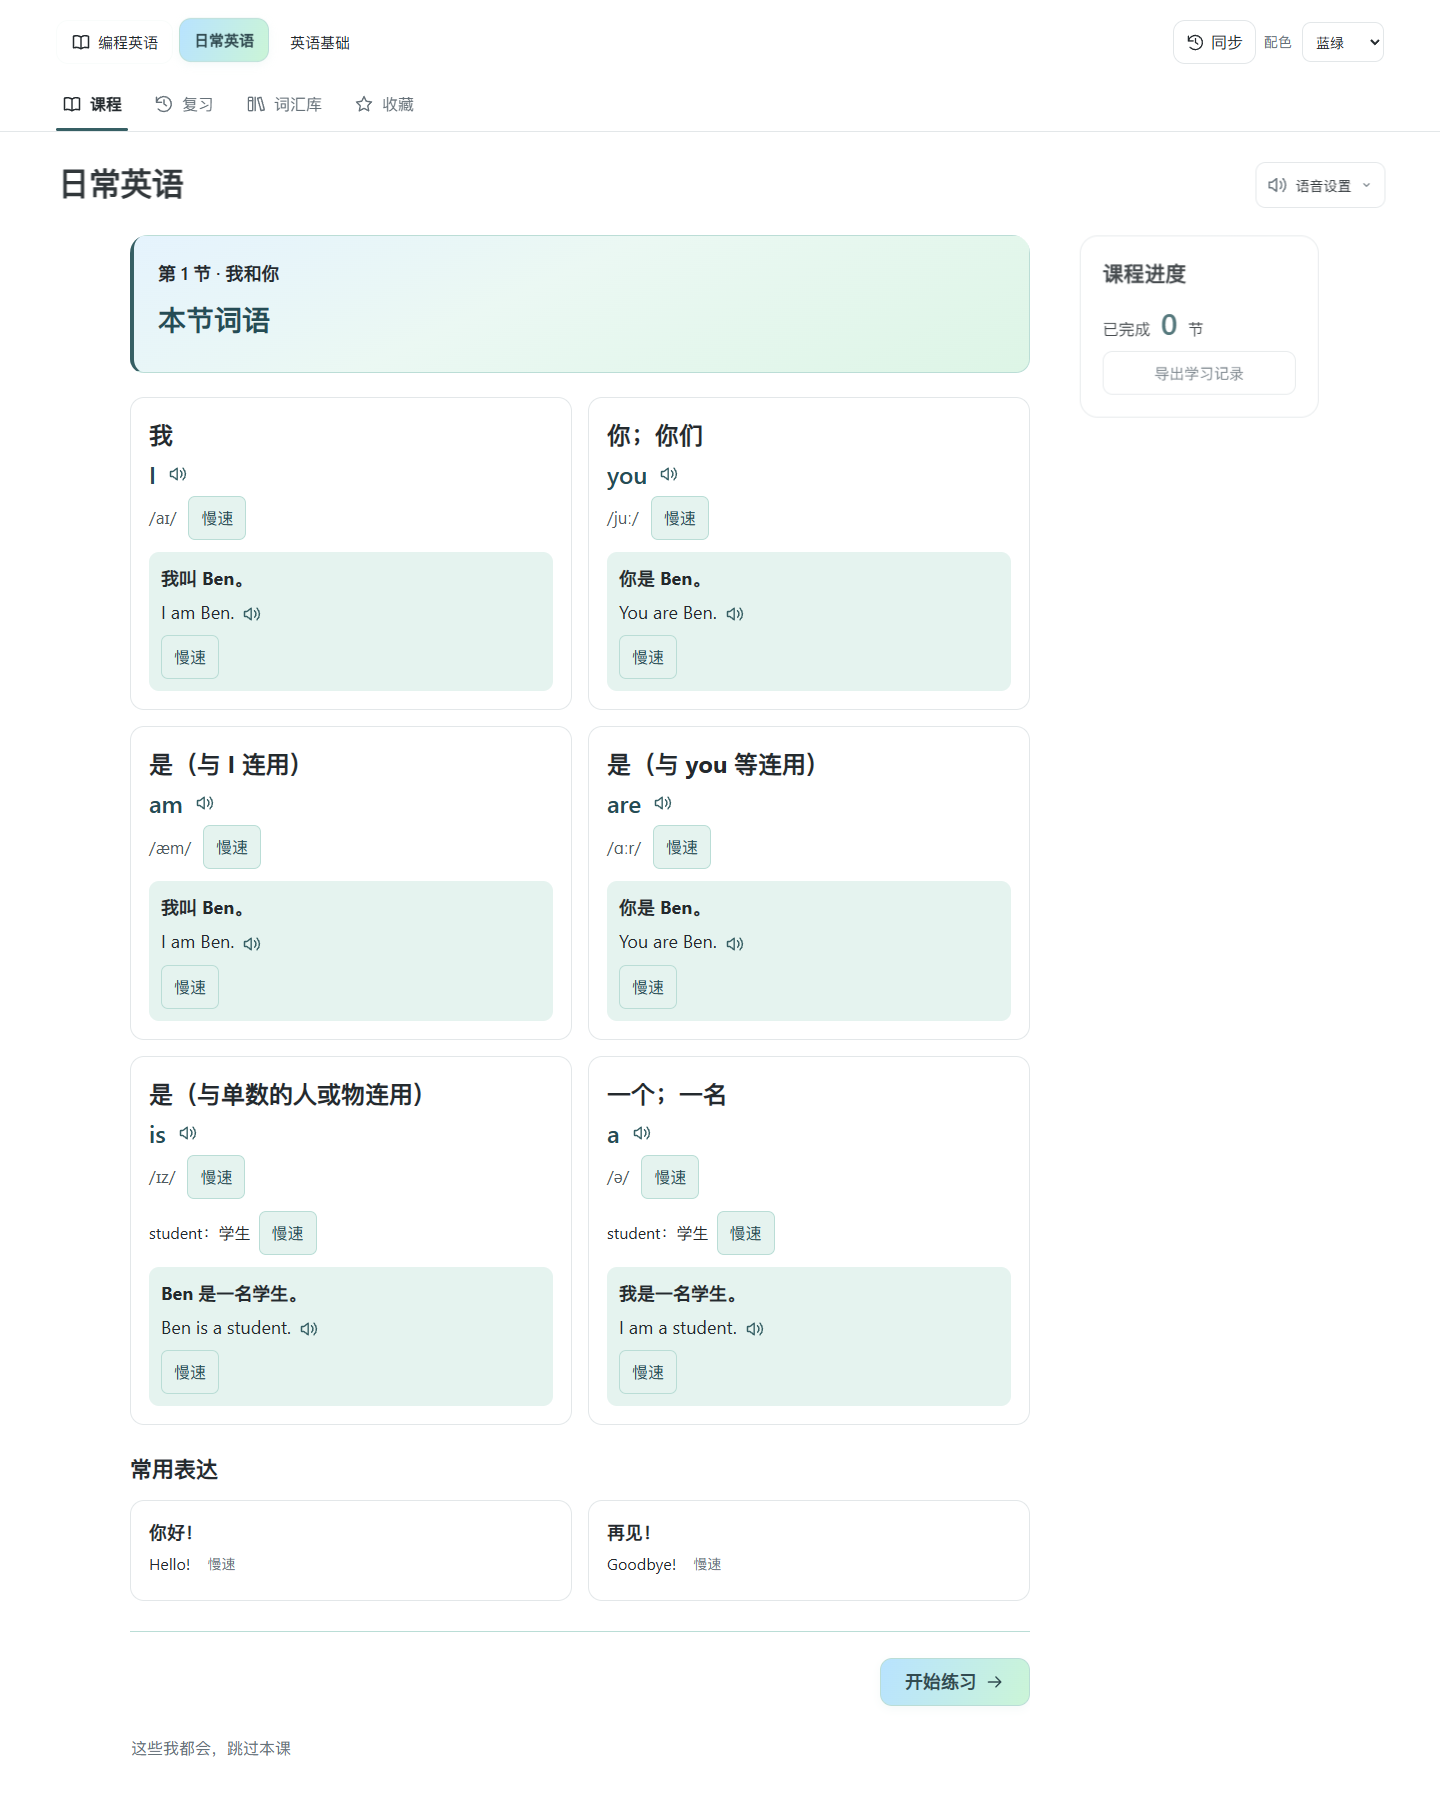 编程英语
日常英语
英语基础
同步
配色
蓝绿
课程
复习
词汇库
收藏
日常英语
语音设置
第 1 节 · 我和你
本节词语
课程进度
已完成 0 节
导出学习记录
我
I
/aɪ/ 慢速
我叫 Ben。
I am Ben.
慢速
你；你们
you
/juː/ 慢速
你是 Ben。
You are Ben.
慢速
是（与 I 连用）
am
/æm/ 慢速
我叫 Ben。
I am Ben.
慢速
是（与 you 等连用）
are
/ɑːr/ 慢速
你是 Ben。
You are Ben.
慢速
是（与单数的人或物连用）
is
/ɪz/ 慢速
student：学生 慢速
Ben 是一名学生。
Ben is a student.
慢速
一个；一名
a
/ə/ 慢速
student：学生 慢速
我是一名学生。
I am a student.
慢速
常用表达
你好！
Hello! 慢速
再见！
Goodbye! 慢速
开始练习
这些我都会，跳过本课